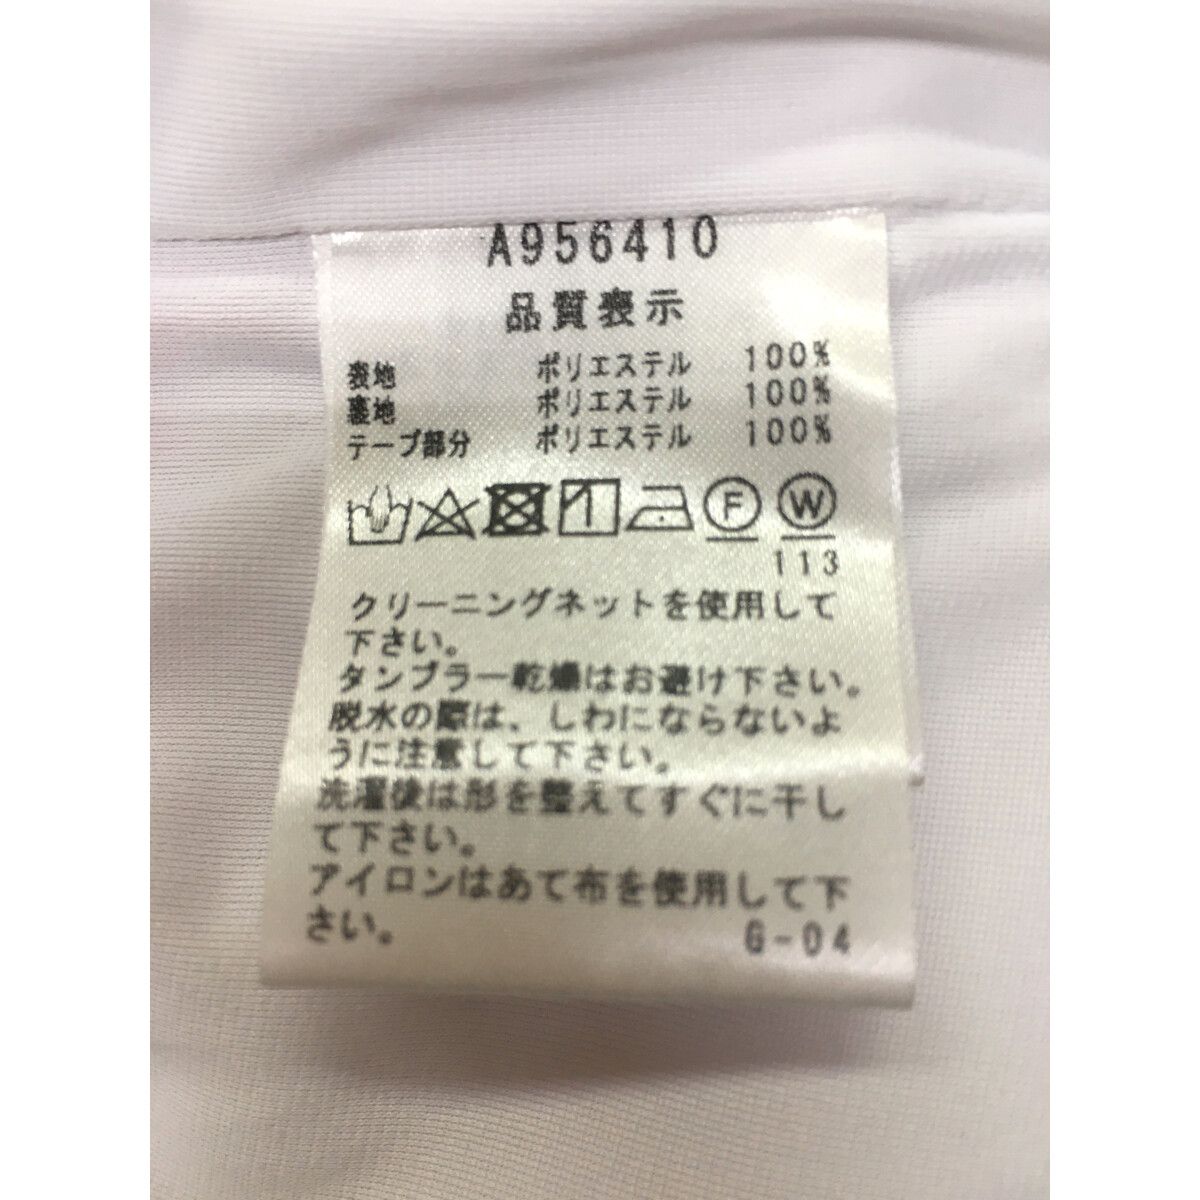 A956410
品質表示
表地 ポリエステル 100%
裏地 ポリエステル 100%
テープ部分 ポリエステル 100%
F W
113
クリーニングネットを使用して
下さい。
タンブラー乾燥はお避け下さい。
脱水の際は、しわにならないよ
うに注意して下さい。
洗濯後は形を整えてすぐに干し
て下さい。
アイロンはあて布を使用して下
さい。 G-04